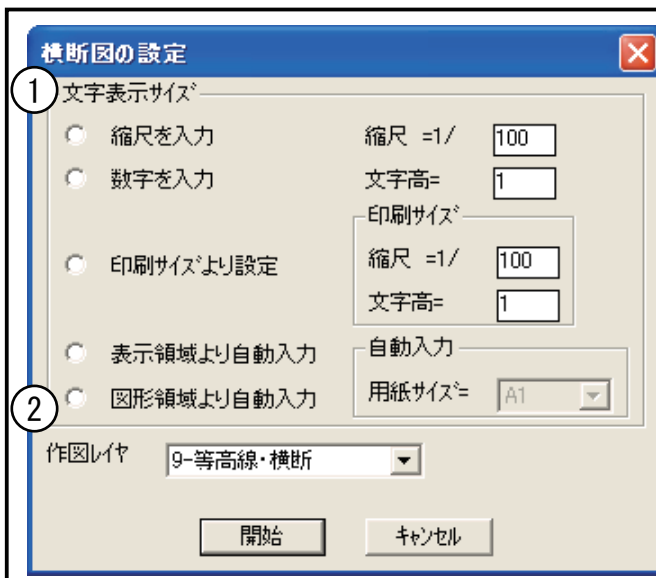 横断図の設定
① 文字表示サイズ
縮尺を入力 縮尺 =1/ 100
数字を入力 文字高= 1
印刷サイズ
印刷サイズより設定 縮尺 =1/ 100
文字高= 1
表示領域より自動入力 自動入力
② 図形領域より自動入力 用紙サイズ= A1
作図レイヤ 9-等高線・横断
開始 キャンセル